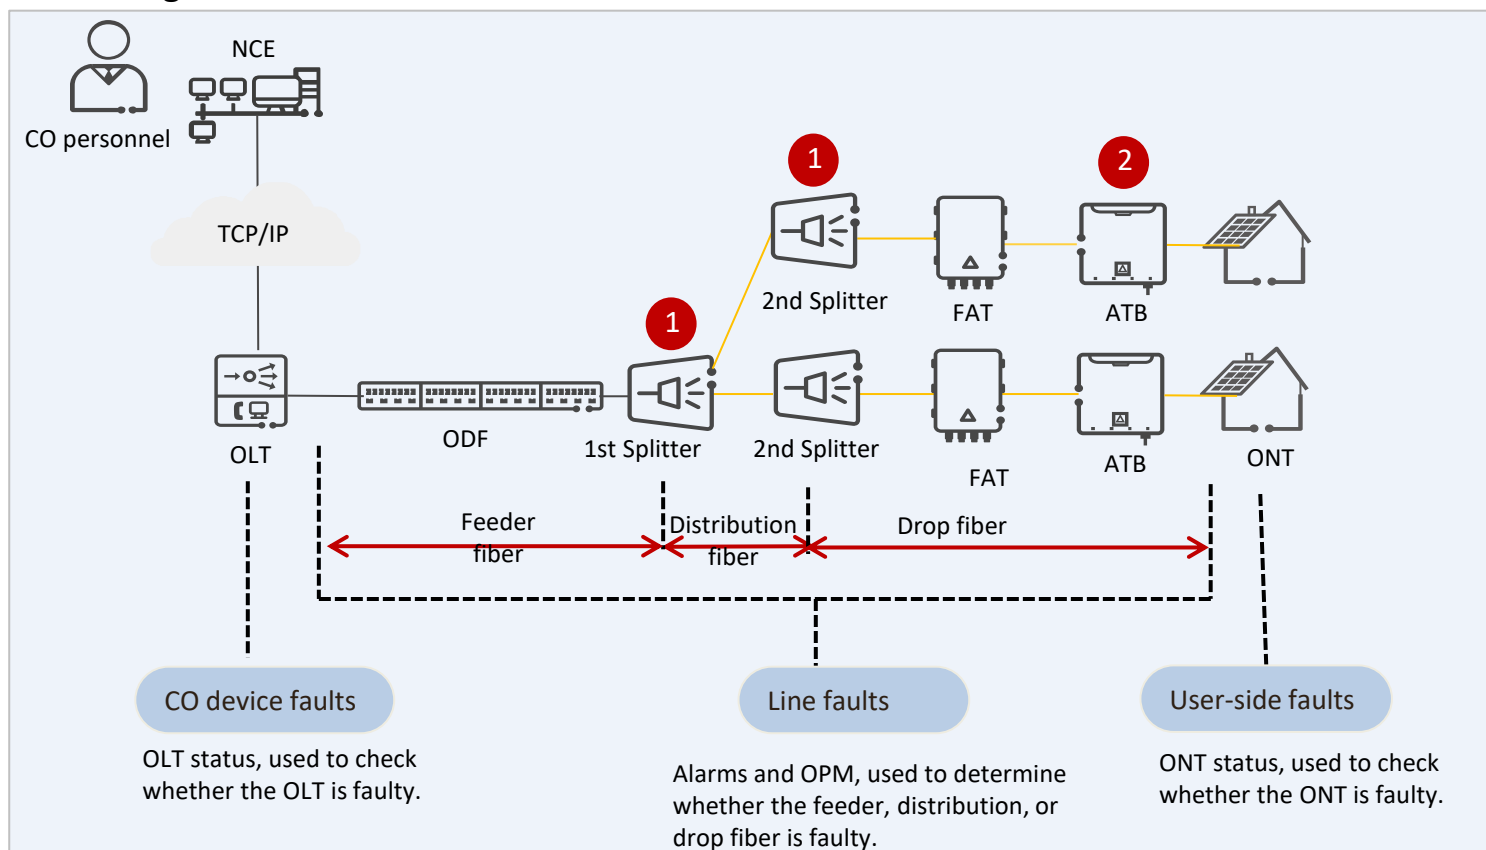 NCE
CO personnel
TCP/IP
1
2
2nd Splitter
FAT
ATB
1
OLT
ODF
1st Splitter
2nd Splitter
FAT
ATB
ONT
Feeder
fiber
Distribution
fiber
Drop fiber
CO device faults
Line faults
User-side faults
OLT status, used to check
whether the OLT is faulty.
Alarms and OPM, used to determine
whether the feeder, distribution, or
drop fiber is faulty.
ONT status, used to check
whether the ONT is faulty.